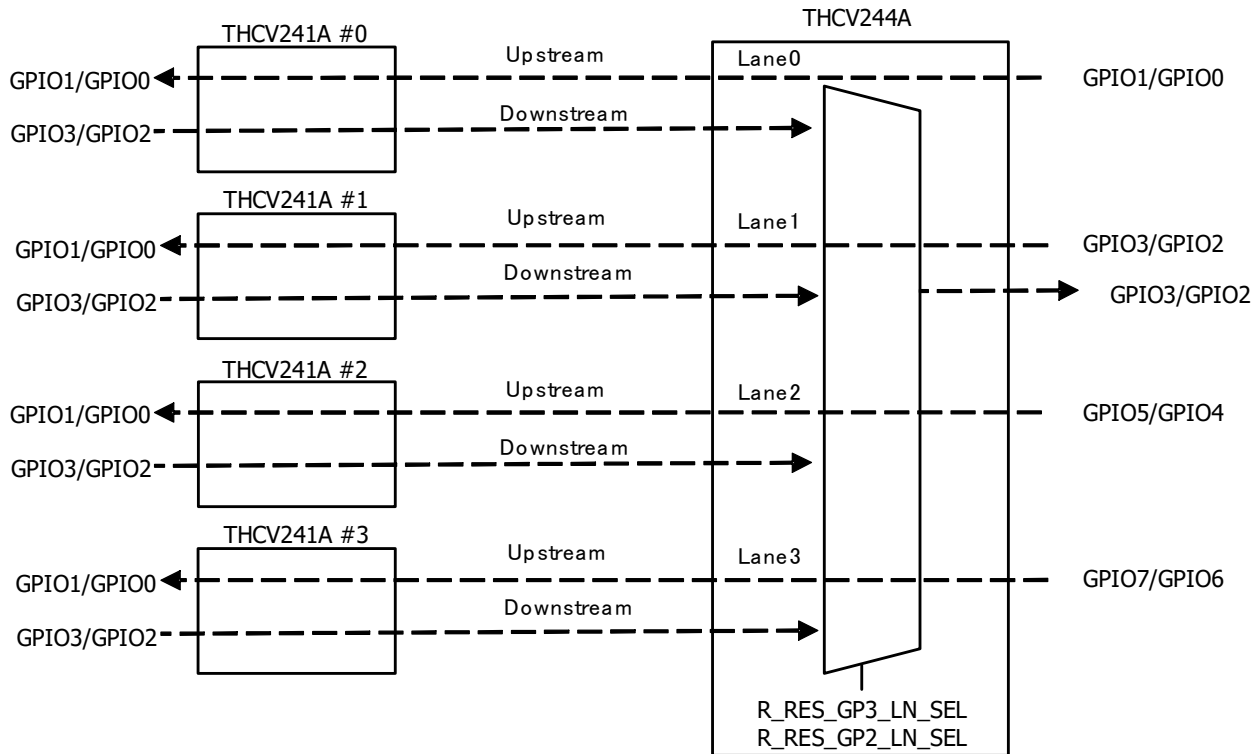 THCV244A
THCV241A #0
Upstream
Lane0
GPIO1/GPIO0
GPIO1/GPIO0
Downstream
GPIO3/GPIO2
THCV241A #1
Upstream
Lane1
GPIO1/GPIO0
GPIO3/GPIO2
Downstream
GPIO3/GPIO2
GPIO3/GPIO2
THCV241A #2
Upstream
Lane2
GPIO1/GPIO0
GPIO5/GPIO4
Downstream
GPIO3/GPIO2
THCV241A #3
Upstream
Lane3
GPIO1/GPIO0
GPIO7/GPIO6
Downstream
GPIO3/GPIO2
R_RES_GP3_LN_SEL
R_RES_GP2_LN_SEL